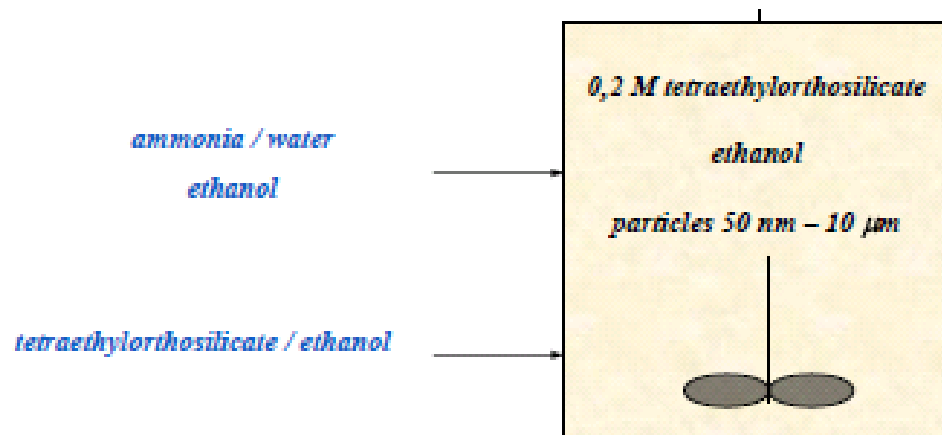 0,2 M tetraethylorthosilicate
ammonia / water
ethanol
ethanol
particles 50 nm – 10 μm
tetraethylorthosilicate / ethanol